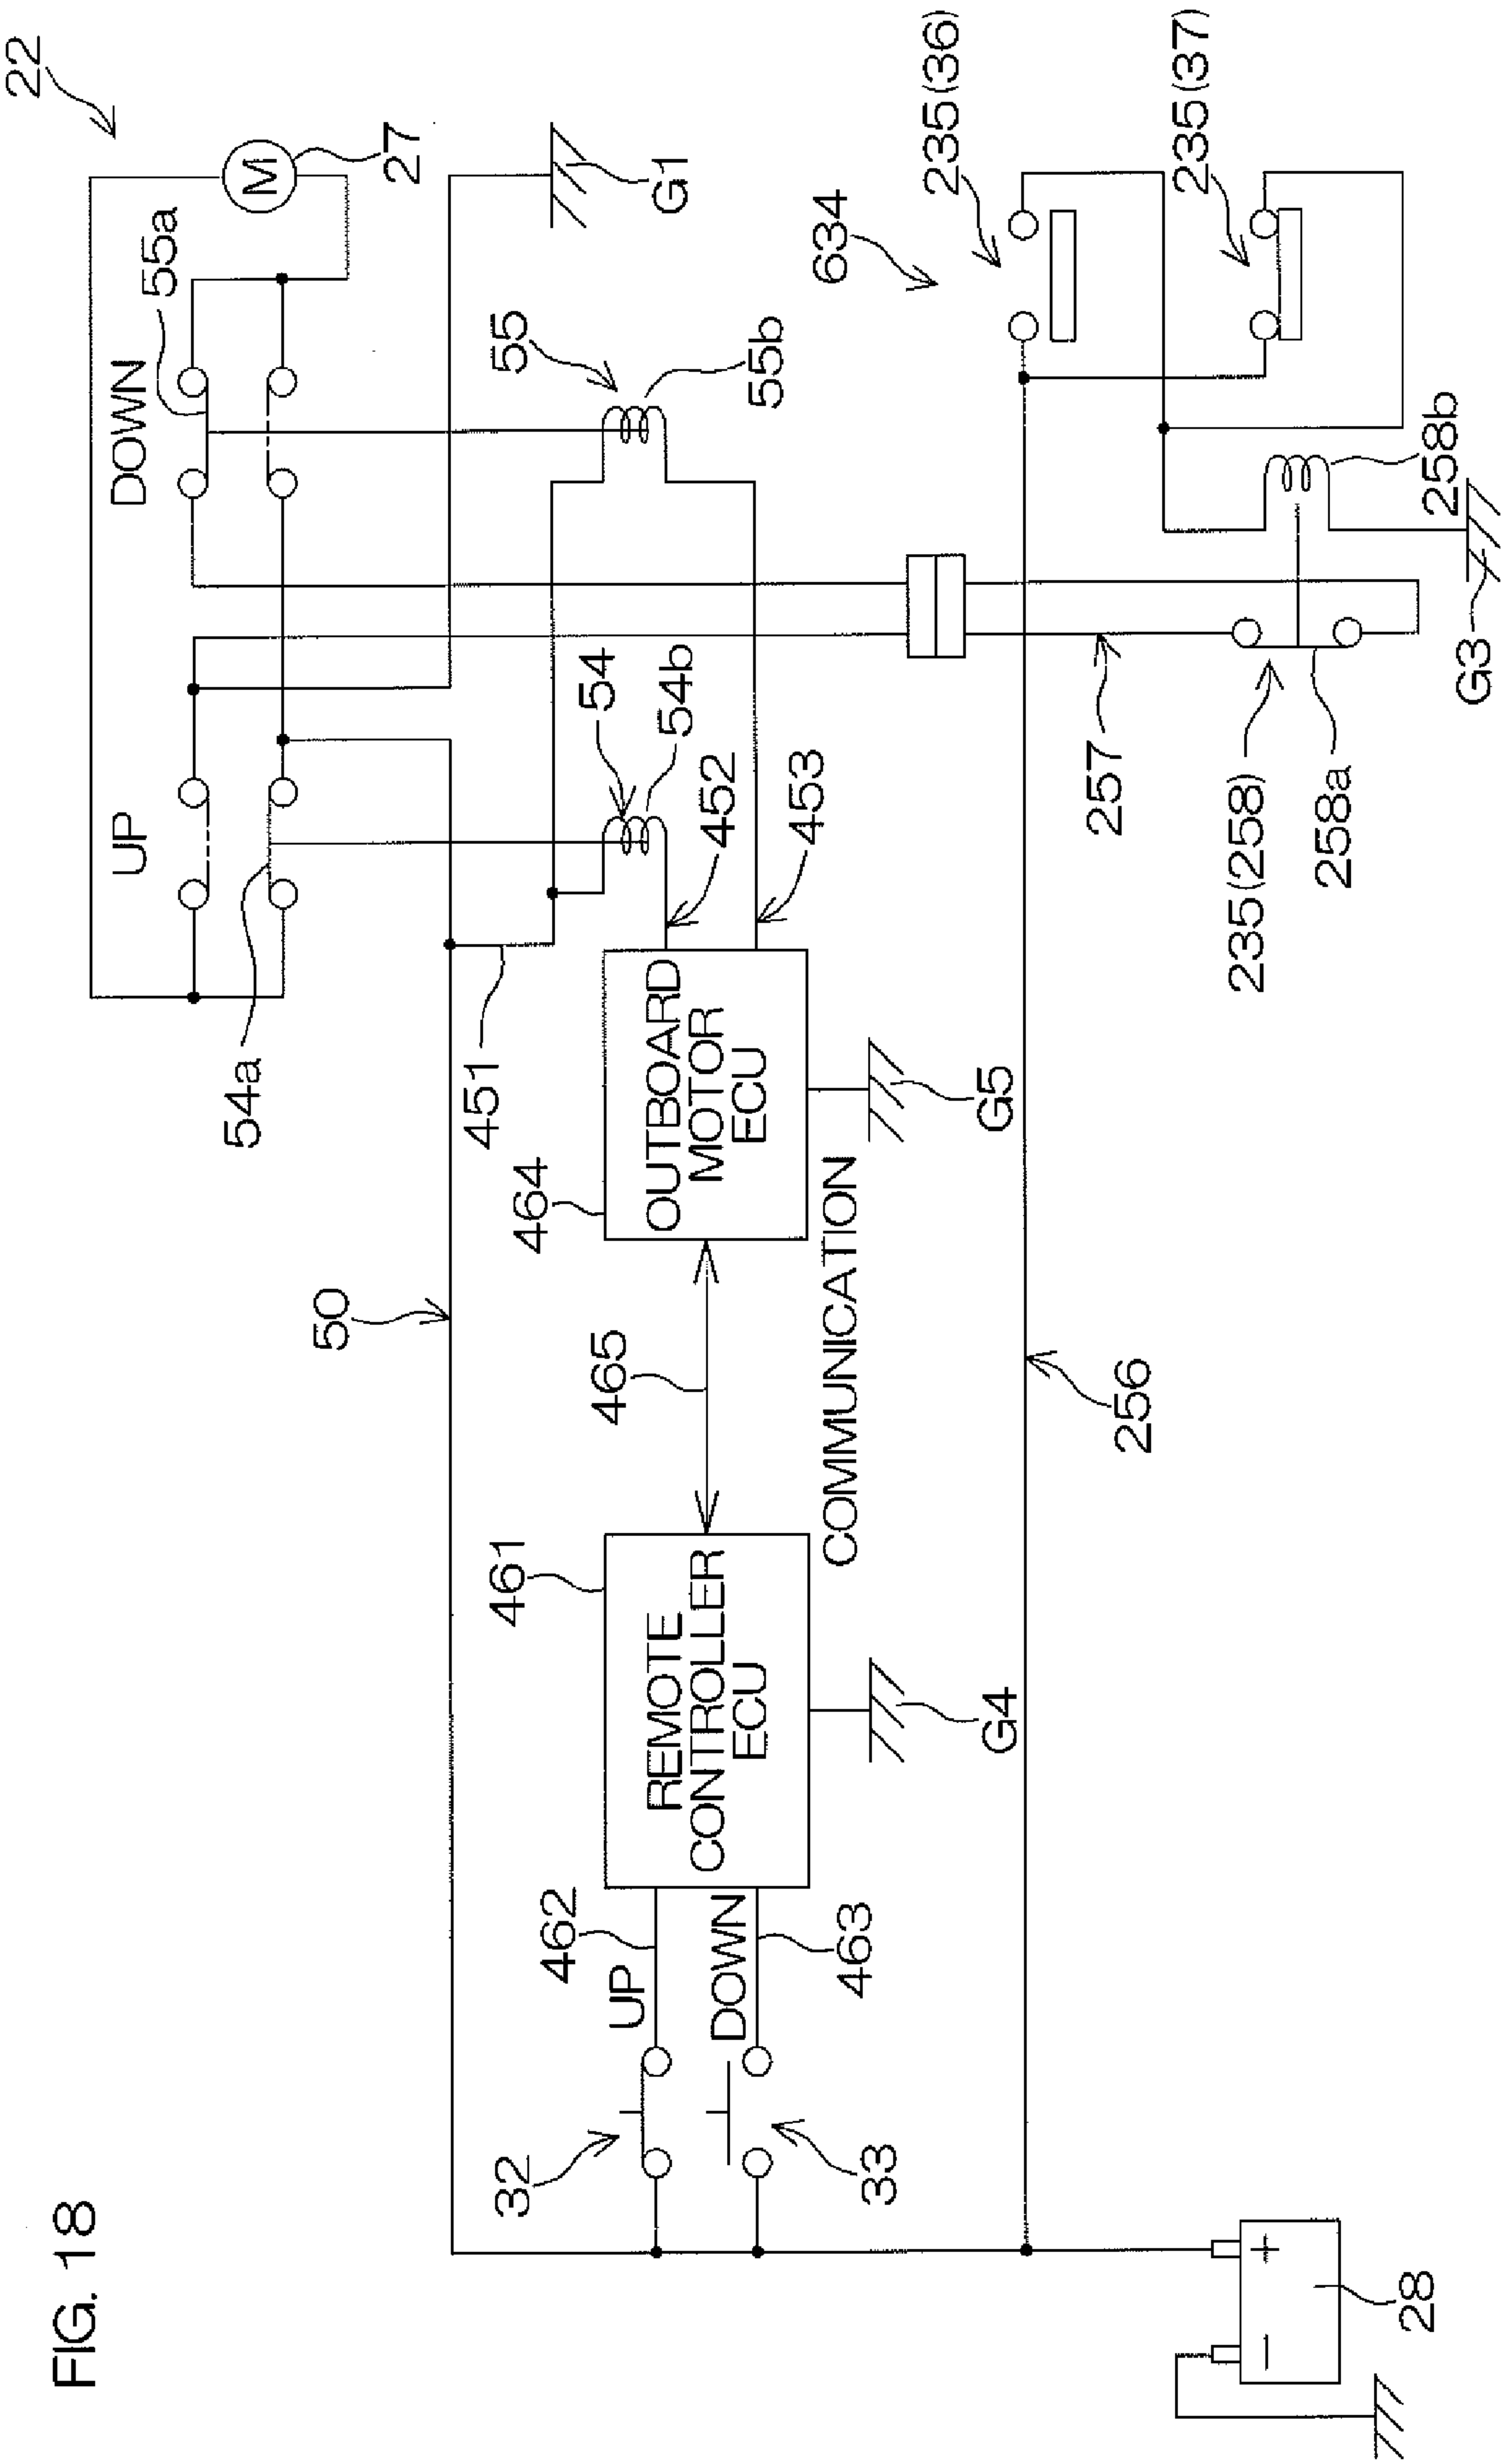 FIG. 18
22
27
M
55a
DOWN
UP
54a
G1
55
55b
54
54b
50
451
452
453
464
OUTBOARD
MOTOR
ECU
G5
465
COMMUNICATION
461
REMOTE
CONTROLLER
ECU
G4
462
UP
DOWN
463
32
33
634
235(36)
235(37)
256
257
258b
G3
235(258)
258a
28
+
−